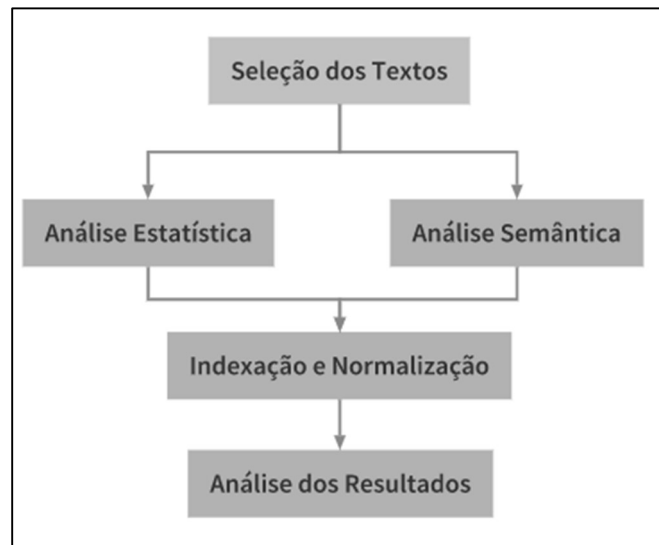 Seleção dos Textos
Análise Estatística
Análise Semântica
Indexação e Normalização
Análise dos Resultados